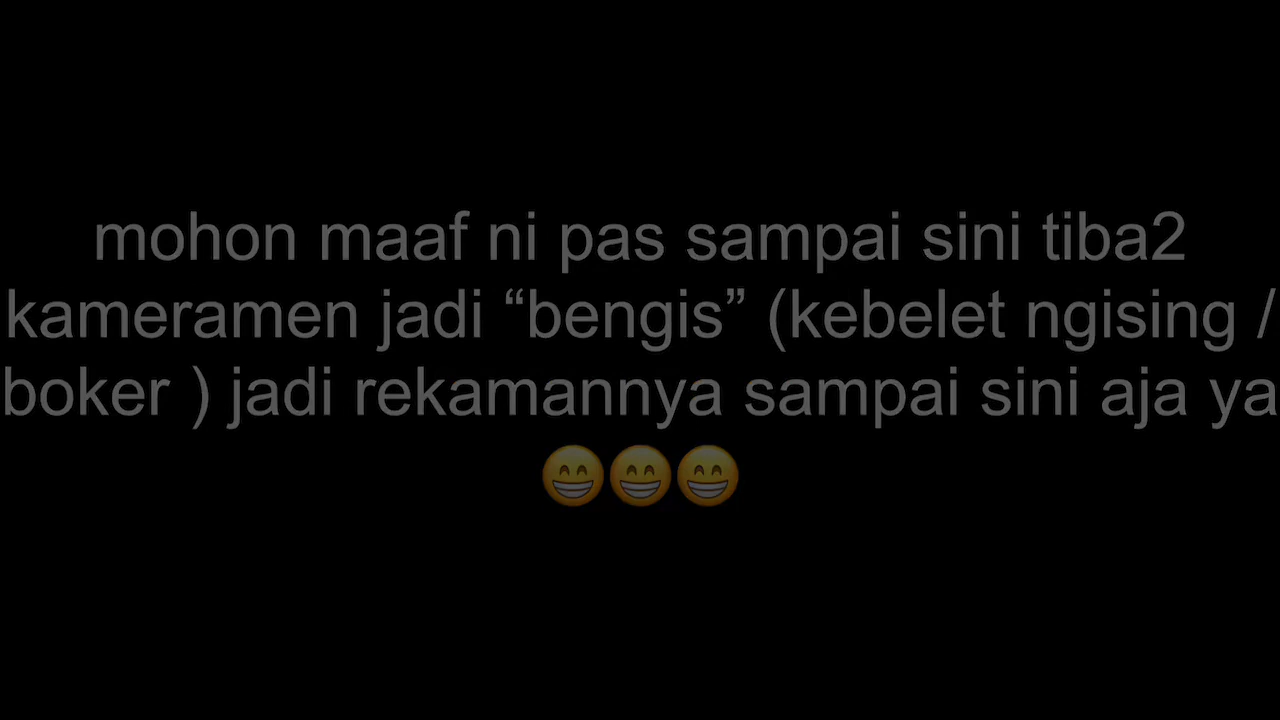 mohon maaf ni pas sampai sini tiba2
kameramen jadi “bengis” (kebelet ngising /
boker ) jadi rekamannya sampai sini aja ya
😁😁😁